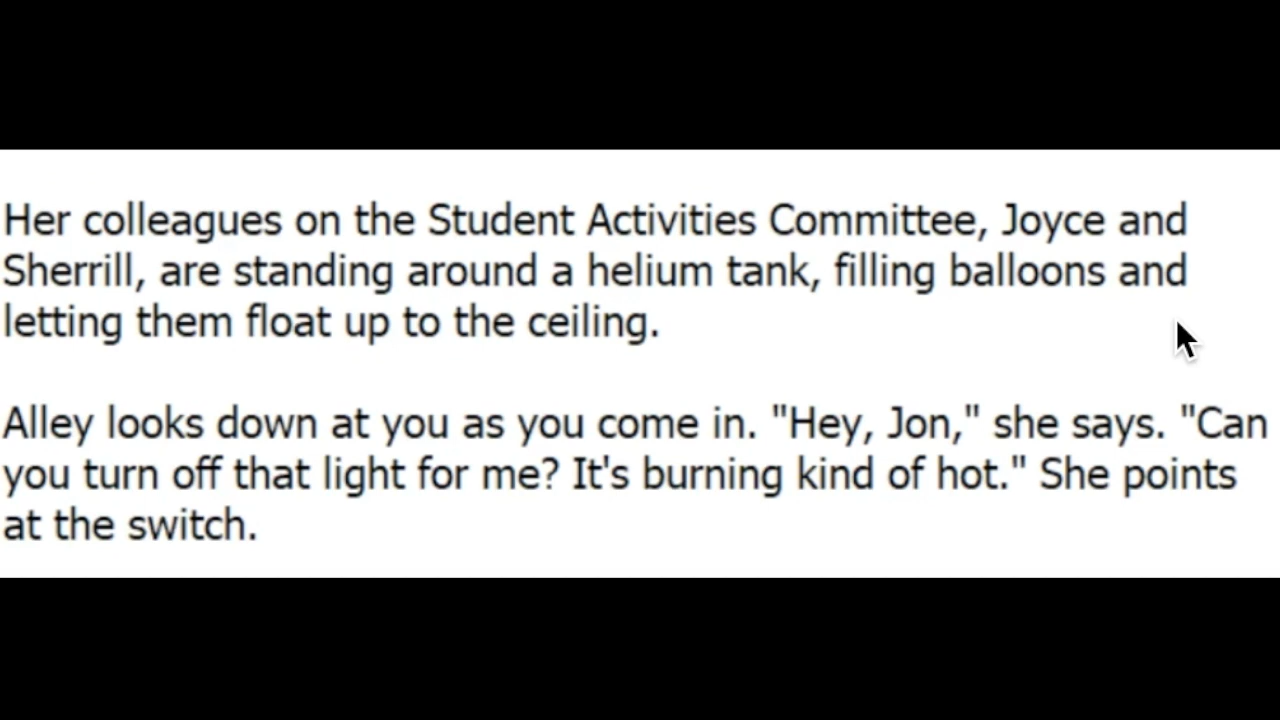 Her colleagues on the Student Activities Committee, Joyce and
Sherrill, are standing around a helium tank, filling balloons and
letting them float up to the ceiling.
Alley looks down at you as you come in. "Hey, Jon," she says. "Can
you turn off that light for me? It's burning kind of hot." She points
at the switch.